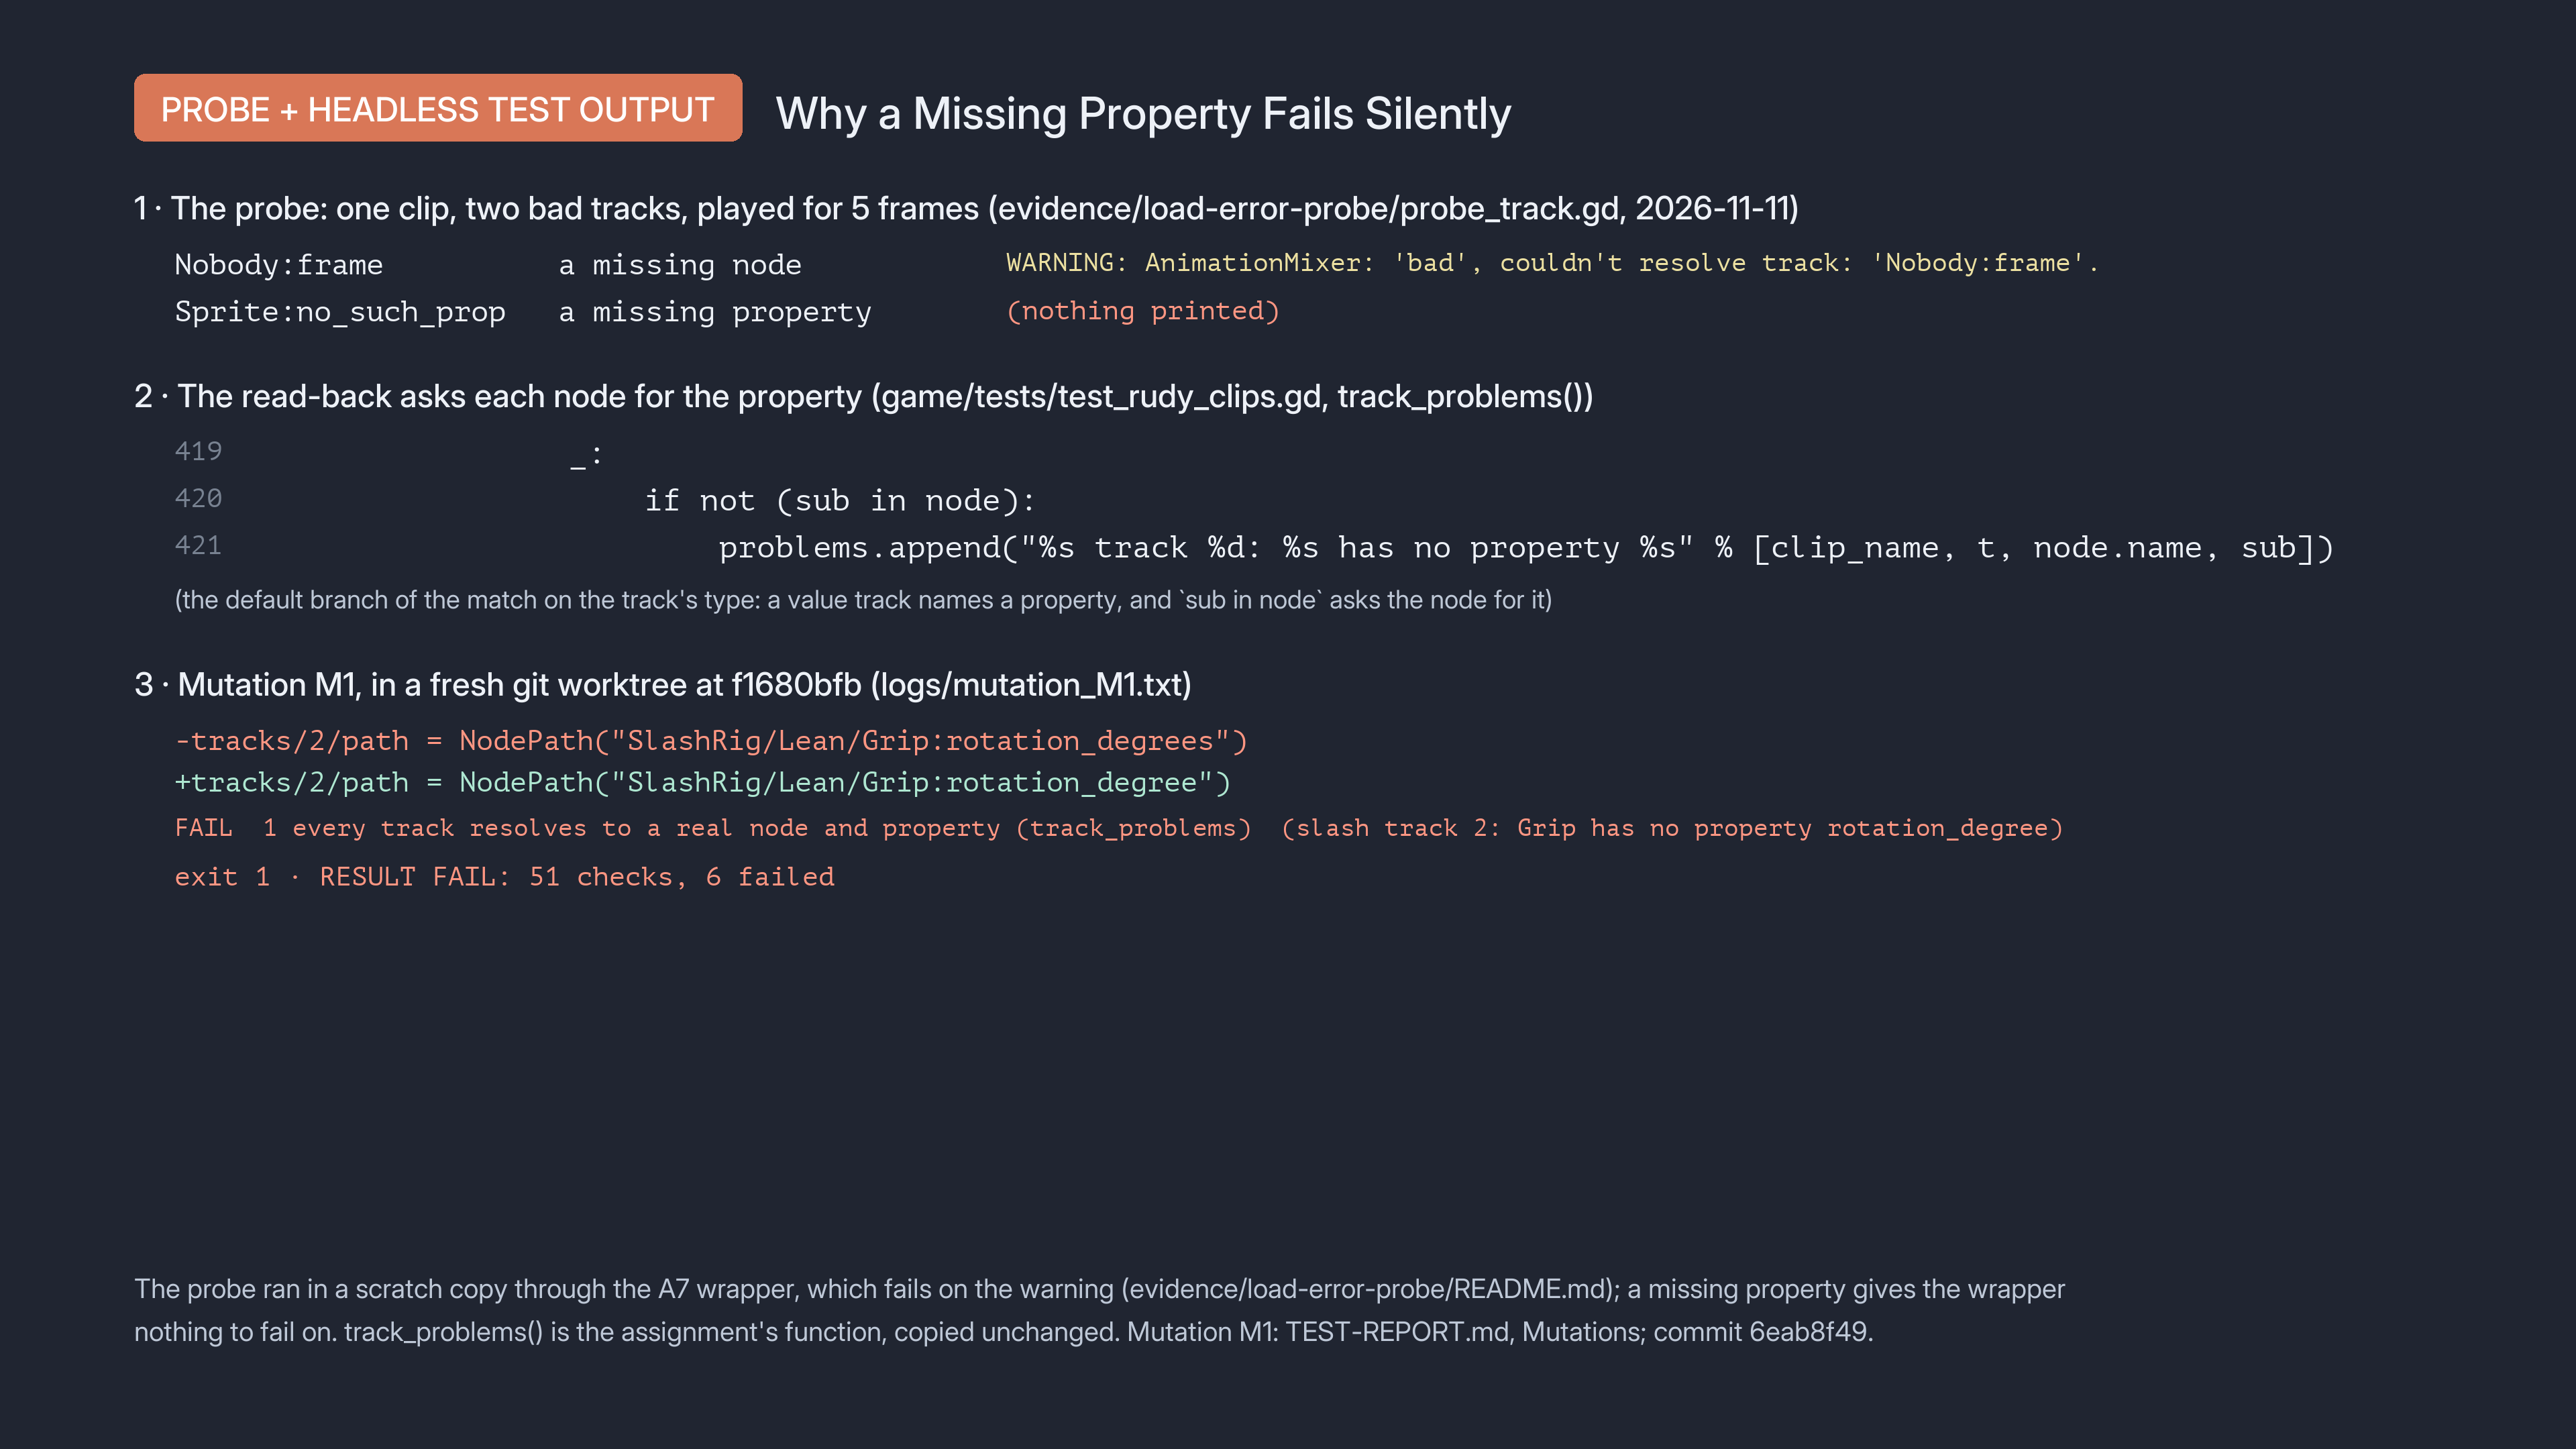 PROBE + HEADLESS TEST OUTPUT Why a Missing Property Fails Silently
1 · The probe: one clip, two bad tracks, played for 5 frames (evidence/load-error-probe/probe_track.gd, 2026-11-11)
Nobody:frame a missing node WARNING: AnimationMixer: 'bad', couldn't resolve track: 'Nobody:frame'.
Sprite:no_such_prop a missing property (nothing printed)
2 · The read-back asks each node for the property (game/tests/test_rudy_clips.gd, track_problems())
419 _:
420 if not (sub in node):
421 problems.append("%s track %d: %s has no property %s" % [clip_name, t, node.name, sub])
(the default branch of the match on the track's type: a value track names a property, and `sub in node` asks the node for it)
3 · Mutation M1, in a fresh git worktree at f1680bfb (logs/mutation_M1.txt)
-tracks/2/path = NodePath("SlashRig/Lean/Grip:rotation_degrees")
+tracks/2/path = NodePath("SlashRig/Lean/Grip:rotation_degree")
FAIL 1 every track resolves to a real node and property (track_problems) (slash track 2: Grip has no property rotation_degree)
exit 1 · RESULT FAIL: 51 checks, 6 failed
The probe ran in a scratch copy through the A7 wrapper, which fails on the warning (evidence/load-error-probe/README.md); a missing property gives the wrapper
nothing to fail on. track_problems() is the assignment's function, copied unchanged. Mutation M1: TEST-REPORT.md, Mutations; commit 6eab8f49.